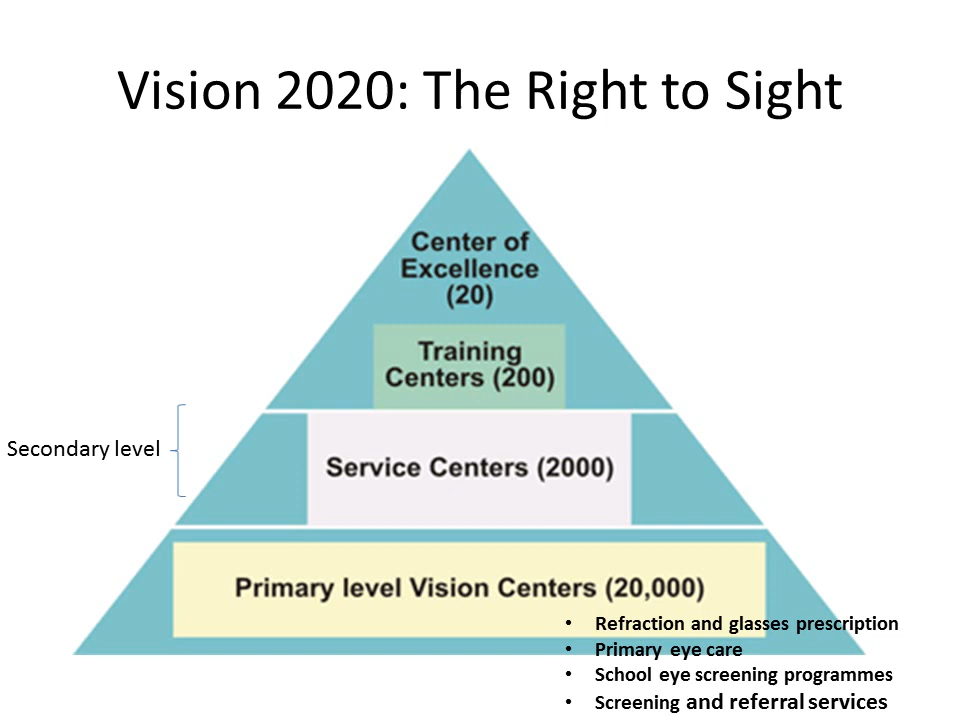 Vision 2020: The Right to Sight
Center of
Excellence
(20)
Training
Centers (200)
Secondary level
Service Centers (2000)
Primary level Vision Centers (20,000)
• Refraction and glasses prescription
• Primary eye care
• School eye screening programmes
• Screening and referral services